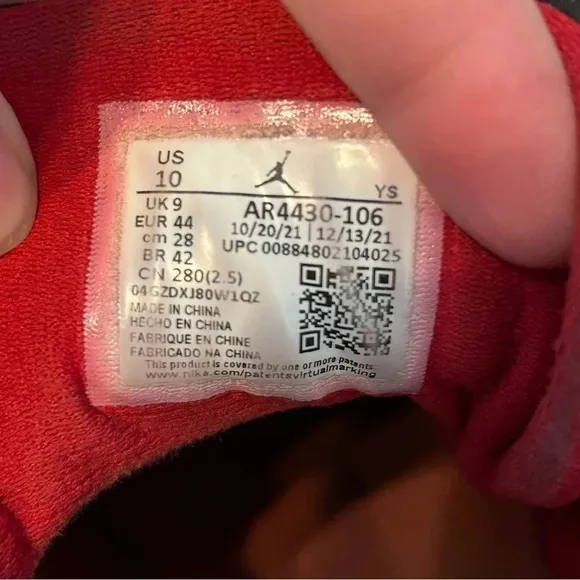 US
10
UK 9
EUR 44
cm 28
BR 42
CN 280(2.5)
YS
AR4430-106
10/20/21 | 12/13/21
UPC 00884802104025
04GZDXJ80W1QZ
MADE IN CHINA
HECHO EN CHINA
FABRIQUE EN CHINE
FABRICADO NA CHINA
This product is covered by one or more patents
www.nike.com/patentsvirtualmarking